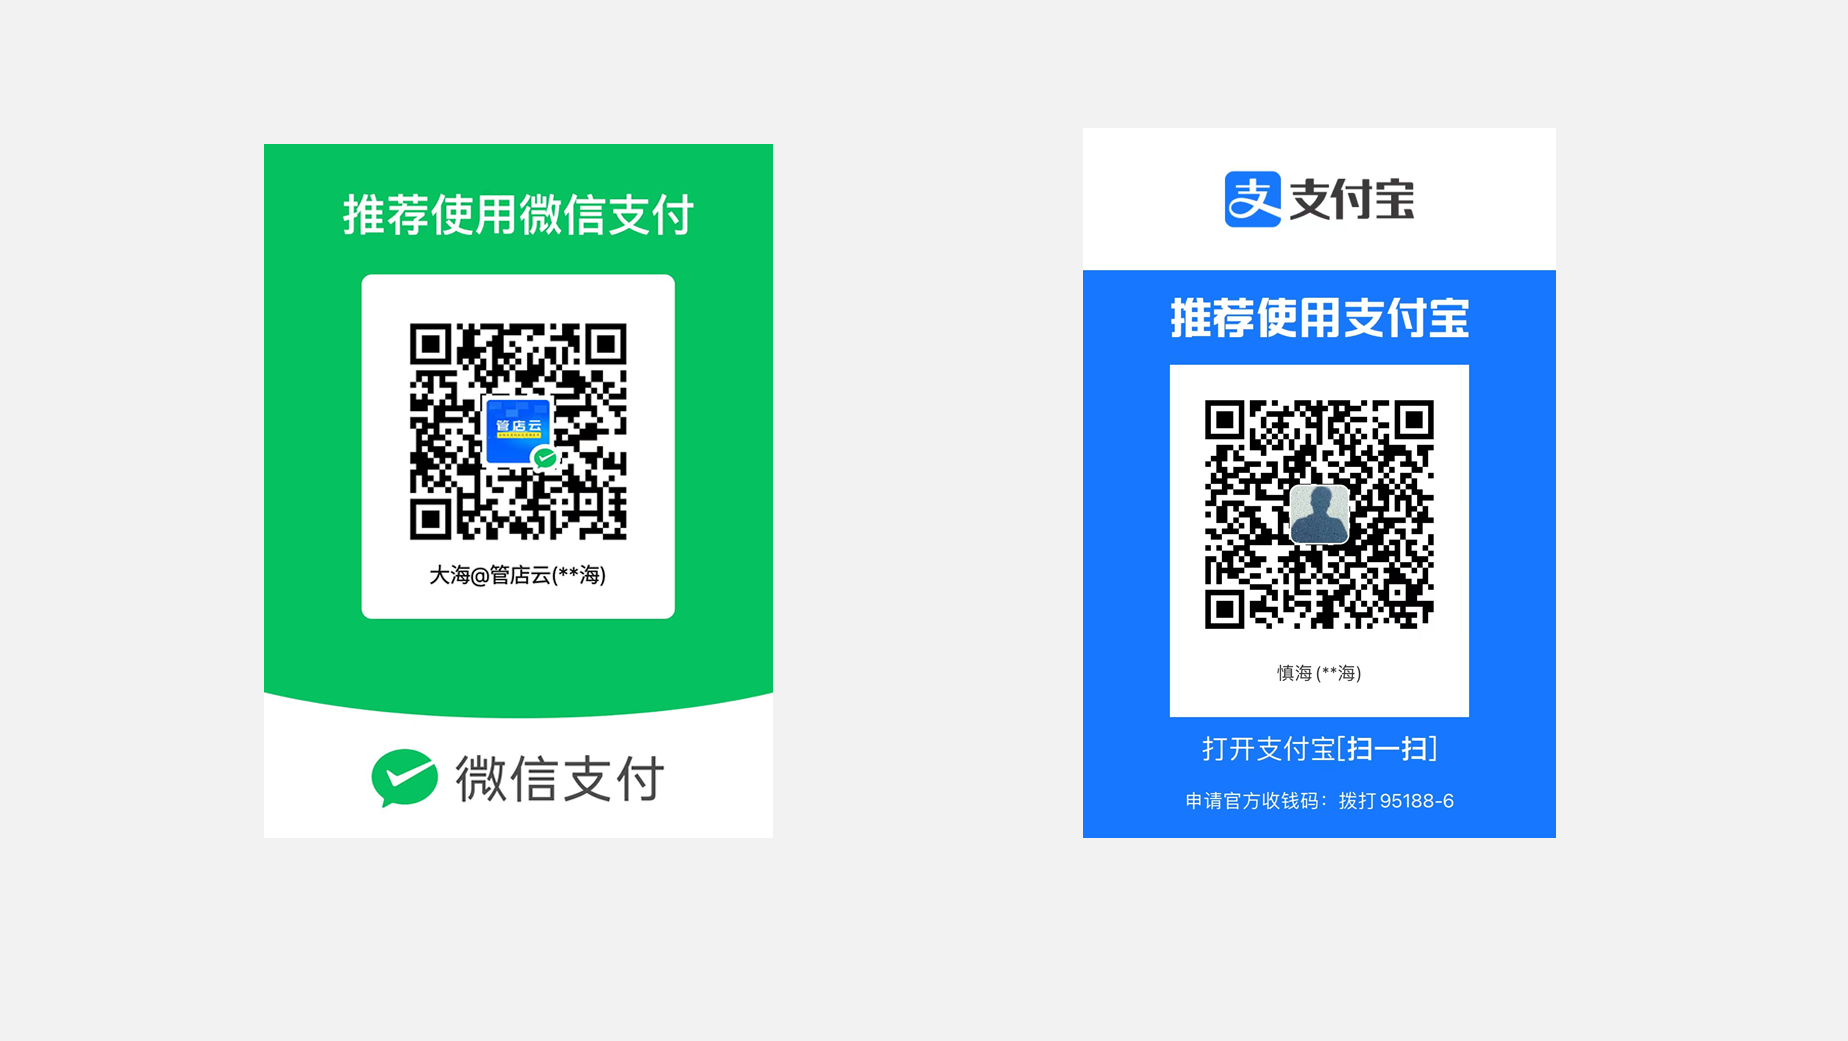 推荐使用微信支付
管店云
大海@管店云(**海)
微信支付
支 支付宝
推荐使用支付宝
慎海 (**海)
打开支付宝[扫一扫]
申请官方收钱码：拨打 95188-6